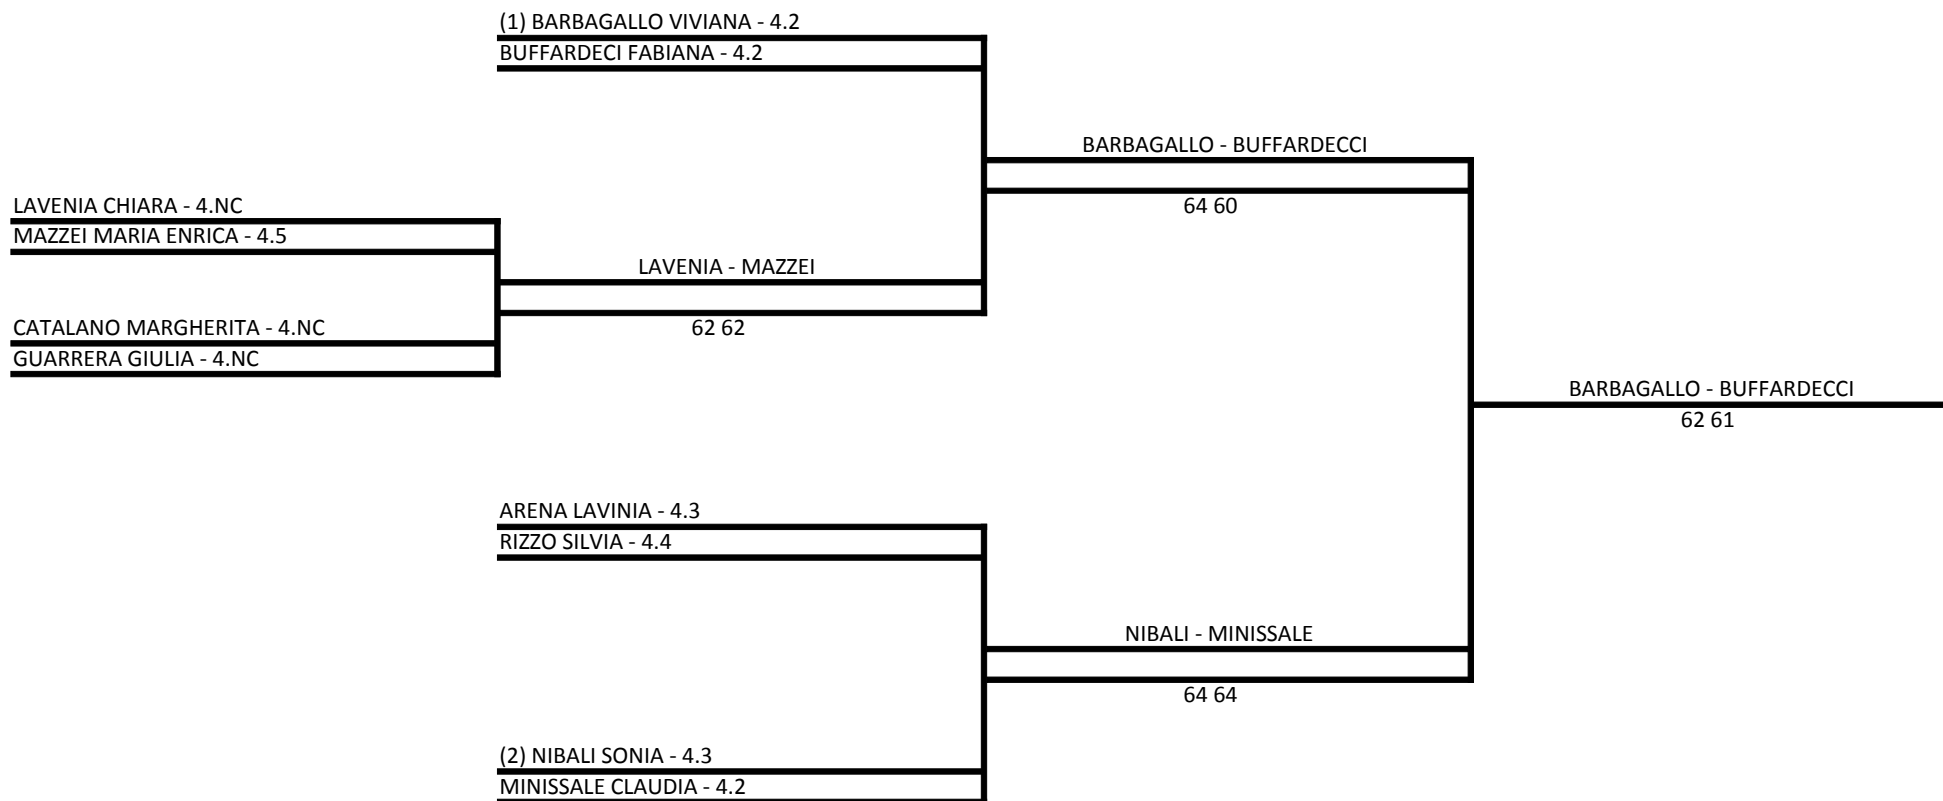 (1) BARBAGALLO VIVIANA - 4.2
BUFFARDECI FABIANA - 4.2
BARBAGALLO - BUFFARDECCI
64 60
LAVENIA CHIARA - 4.NC
MAZZEI MARIA ENRICA - 4.5
LAVENIA - MAZZEI
62 62
CATALANO MARGHERITA - 4.NC
GUARRERA GIULIA - 4.NC
BARBAGALLO - BUFFARDECCI
62 61
ARENA LAVINIA - 4.3
RIZZO SILVIA - 4.4
NIBALI - MINISSALE
64 64
(2) NIBALI SONIA - 4.3
MINISSALE CLAUDIA - 4.2